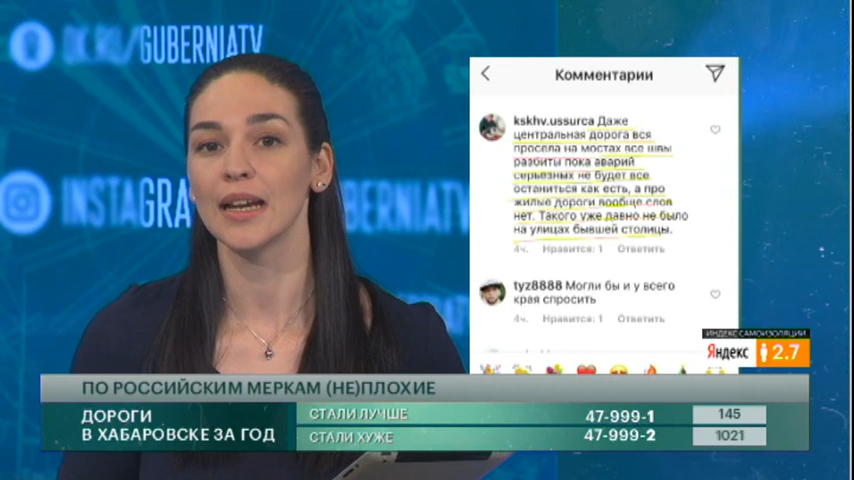 OK.RU/GUBERNIATV
INSTAGRA
BERNIATV
Комментарии
kskhv.ussurca Даже
центральная дорога вся
просела на мостах все швы
разбиты пока аварий
серьезных не будет все
останиться как есть, а про
жилые дороги вообще слов
нет. Такого уже давно не было
на улицах бывшей столицы.
4ч. Нравится: 1 Ответить
tyz8888 Могли бы и у всего
края спросить
4ч. Нравится: 1 Ответить
ИНДЕКС САМОИЗОЛЯЦИИ
Яндекс 2.7
ПО РОССИЙСКИМ МЕРКАМ (НЕ)ПЛОХИЕ
ДОРОГИ
В ХАБАРОВСКЕ ЗА ГОД
СТАЛИ ЛУЧШЕ 47-999-1 145
СТАЛИ ХУЖЕ 47-999-2 1021